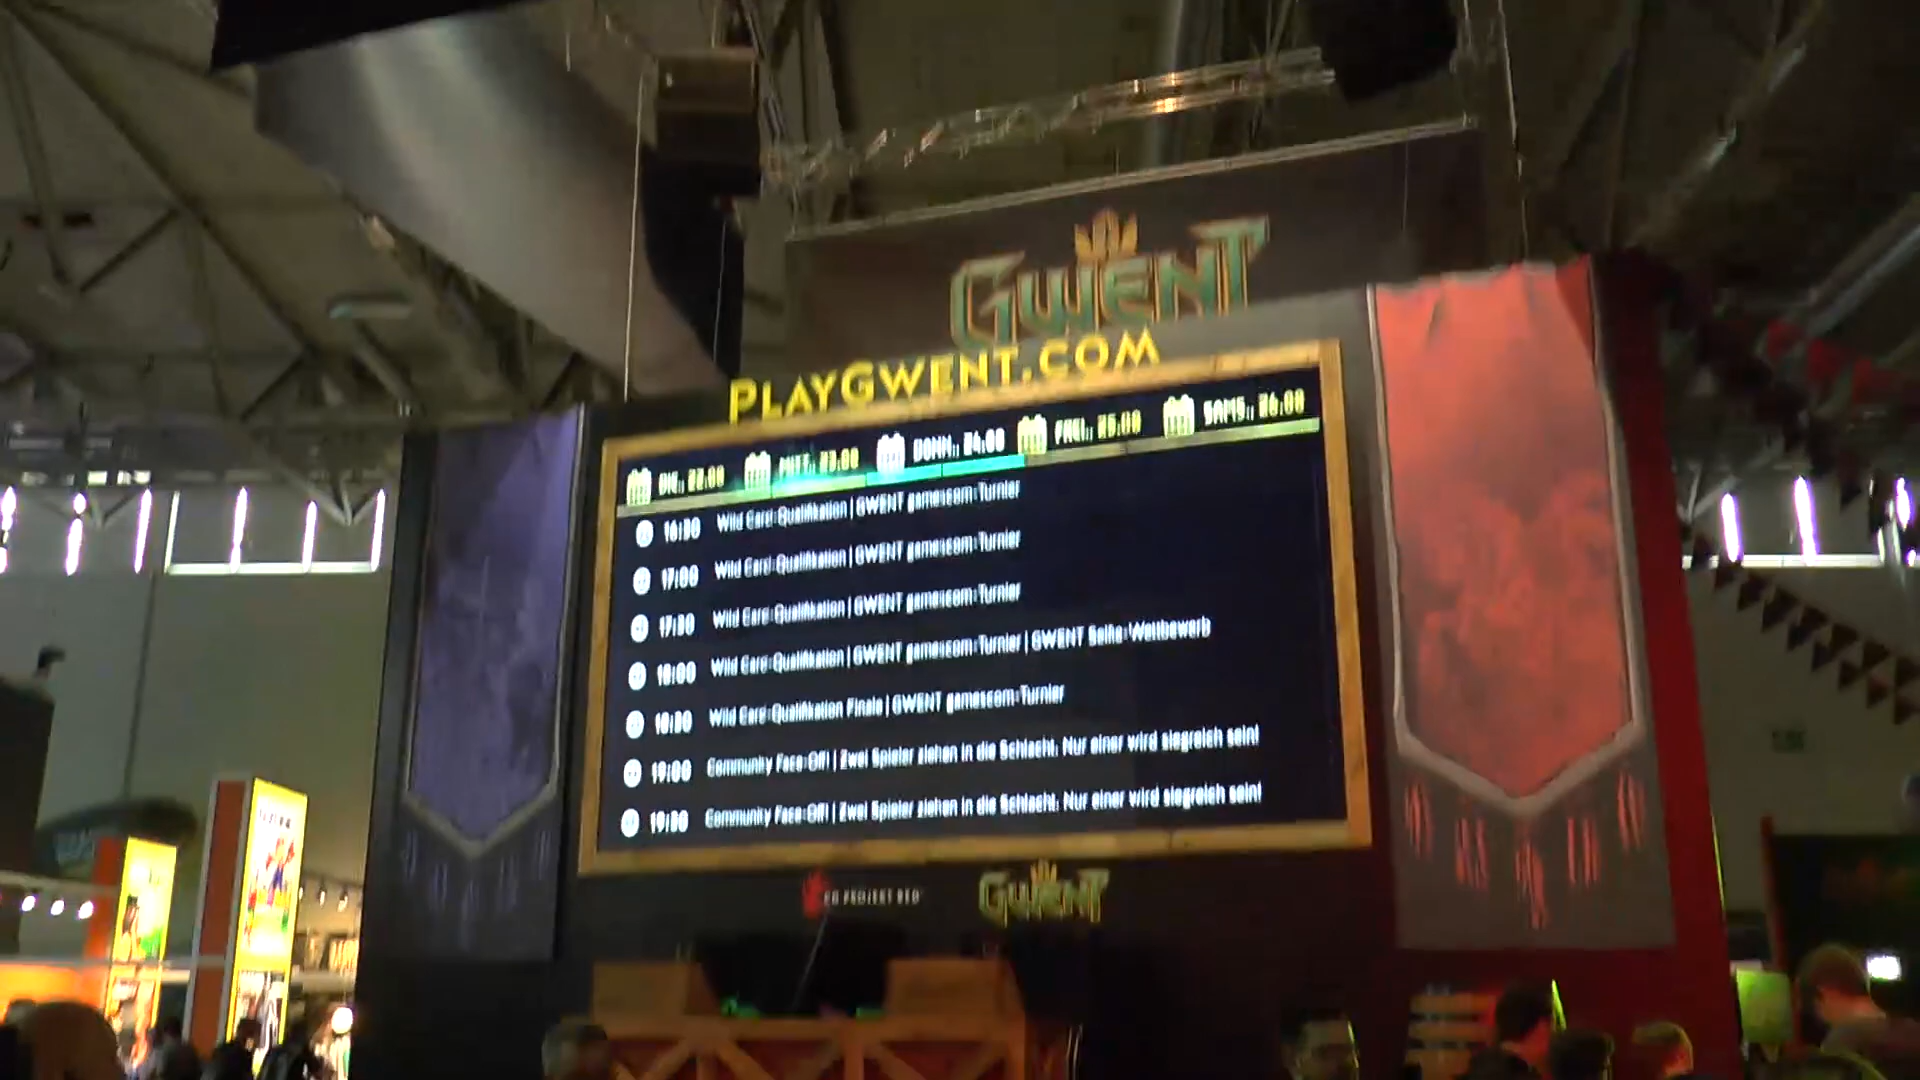 GWENT
PLAYGWENT.COM
DIE.: 22.08 MITT.: 23.08 DONN.: 24.08 FREI.: 25.08 SAMS.: 26.08
16:30 Wild Card-Qualifikation | GWENT gamescom-Turnier
17:00 Wild Card-Qualifikation | GWENT gamescom-Turnier
17:30 Wild Card-Qualifikation | GWENT gamescom-Turnier
18:00 Wild Card-Qualifikation | GWENT gamescom-Turnier | GWENT Selfie-Wettbewerb
18:30 Wild Card-Qualifikation Finale | GWENT gamescom-Turnier
19:00 Community Face-Off! | Zwei Spieler ziehen in die Schlacht. Nur einer wird siegreich sein!
19:30 Community Face-Off! | Zwei Spieler ziehen in die Schlacht. Nur einer wird siegreich sein!
CD PROJEKT RED GWENT